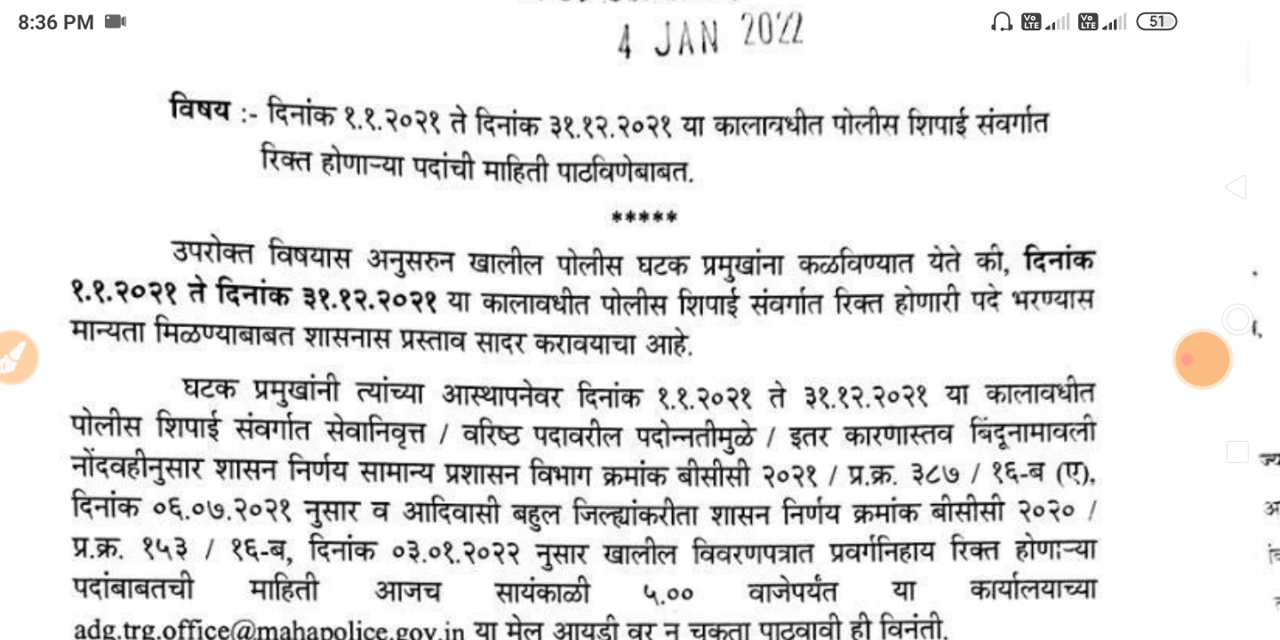 8:36 PM
51
4 JAN 2022
विषय :- दिनांक १.१.२०२१ ते दिनांक ३१.१२.२०२१ या कालावधीत पोलीस शिपाई संवर्गात
रिक्त होणाऱ्या पदांची माहिती पाठविणेबाबत.
*****
उपरोक्त विषयास अनुसरुन खालील पोलीस घटक प्रमुखांना कळविण्यात येते की, दिनांक
१.१.२०२१ ते दिनांक ३१.१२.२०२१ या कालावधीत पोलीस शिपाई संवर्गात रिक्त होणारी पदे भरण्यास
मान्यता मिळण्याबाबत शासनास प्रस्ताव सादर करावयाचा आहे.
घटक प्रमुखांनी त्यांच्या आस्थापनेवर दिनांक १.१.२०२१ ते ३१.१२.२०२१ या कालावधीत
पोलीस शिपाई संवर्गात सेवानिवृत्त / वरिष्ठ पदावरील पदोन्नतीमुळे / इतर कारणास्तव बिंदूनामावली
नोंदवहीनुसार शासन निर्णय सामान्य प्रशासन विभाग क्रमांक बीसीसी २०२१ / प्र.क्र. ३८७ / १६-ब (ए),
दिनांक ०६.०७.२०२१ नुसार व आदिवासी बहुल जिल्ह्यांकरीता शासन निर्णय क्रमांक बीसीसी २०२० /
प्र.क्र. १५३ / १६-ब, दिनांक ०३.०१.२०२२ नुसार खालील विवरणपत्रात प्रवर्गनिहाय रिक्त होणाऱ्या
पदांबाबतची माहिती आजच सायंकाळी ५.०० वाजेपर्यंत या कार्यालयाच्या
adg.trg.office@mahapolice.gov.in या मेल आयडी वर न चुकता पाठवावी ही विनंती.